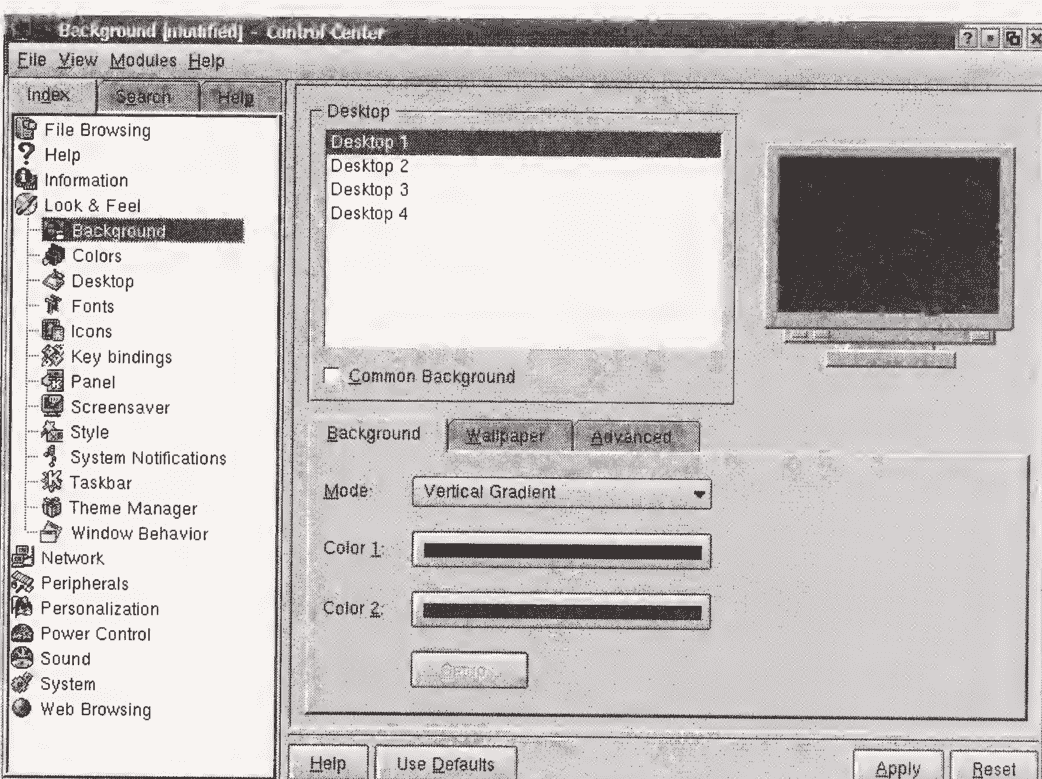 Background [modified] - Control Center
File View Modules Help
Index Search Help
File Browsing
Help
Information
Look & Feel
Background
Colors
Desktop
Fonts
Icons
Key bindings
Panel
Screensaver
Style
System Notifications
Taskbar
Theme Manager
Window Behavior
Network
Peripherals
Personalization
Power Control
Sound
System
Web Browsing
Desktop
Desktop 1
Desktop 2
Desktop 3
Desktop 4
Common Background
Background Wallpaper Advanced
Mode: Vertical Gradient
Color 1:
Color 2:
Help Use Defaults Apply Reset